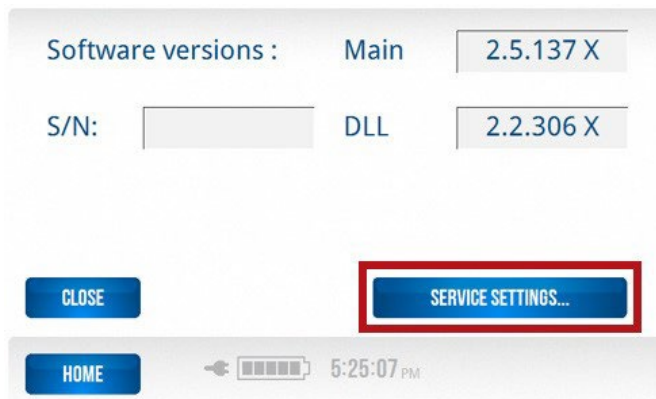 Software versions : Main 2.5.137 X
S/N: DLL 2.2.306 X
CLOSE SERVICE SETTINGS...
HOME 5:25:07 PM